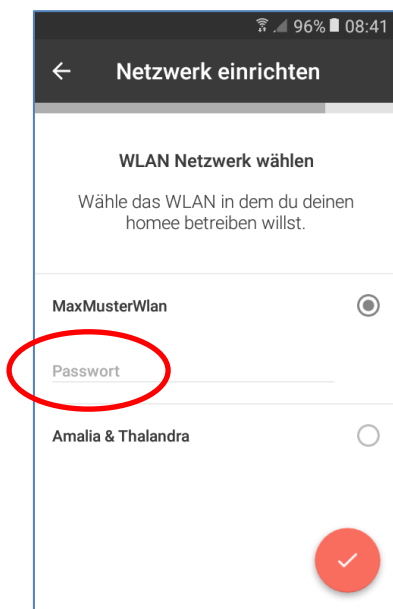 96% 08:41
Netzwerk einrichten
WLAN Netzwerk wählen
Wähle das WLAN in dem du deinen
homee betreiben willst.
MaxMusterWlan
Passwort
Amalia & Thalandra